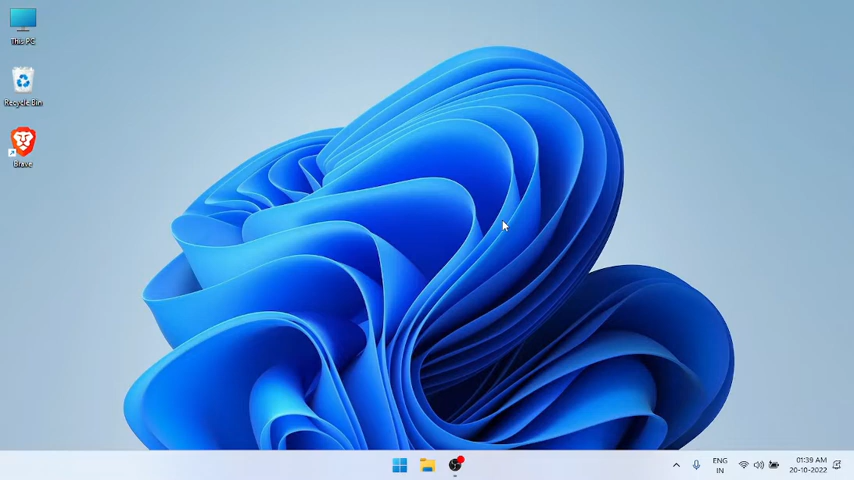 This PC
Recycle Bin
Brave
ENG
IN
01:39 AM
20-10-2022